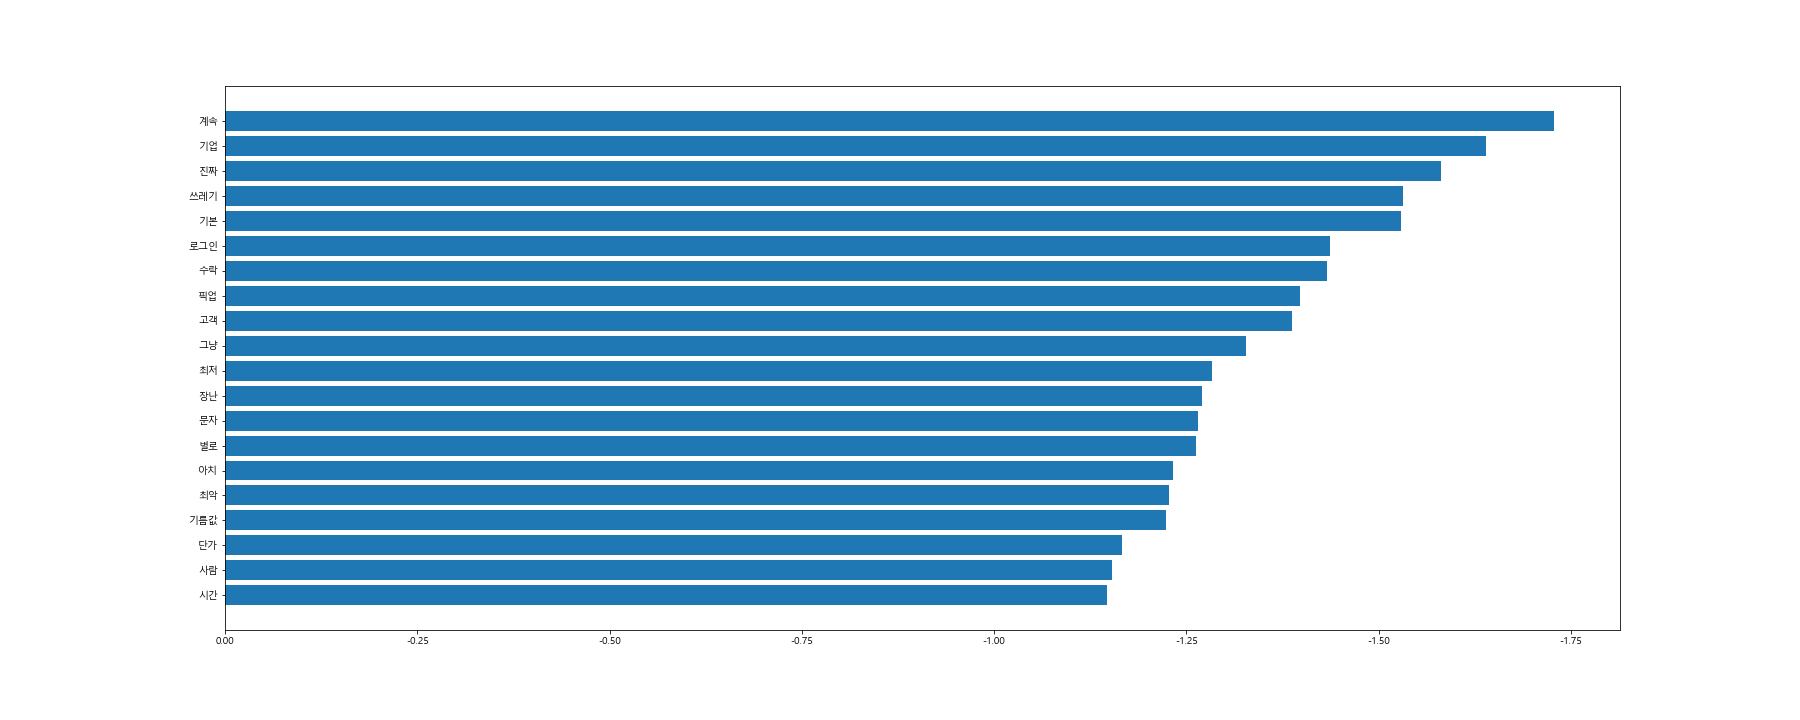 계속
기업
진짜
쓰레기
기본
로그인
수락
픽업
고객
그냥
최저
장난
문자
별로
아치
최악
기름값
단가
사람
시간
0.00 -0.25 -0.50 -0.75 -1.00 -1.25 -1.50 -1.75